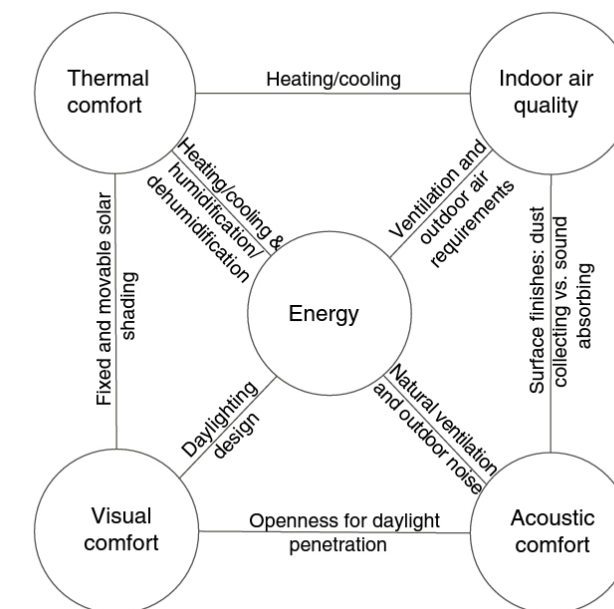 Thermal
comfort
Heating/cooling
Indoor air
quality
Heating/cooling &
humidification/
dehumidification
Ventilation and
outdoor air
requirements
Fixed and movable solar
shading
Surface finishes: dust
collecting vs. sound
absorbing
Energy
Daylighting
design
Natural ventilation
and outdoor noise
Visual
comfort
Openness for daylight
penetration
Acoustic
comfort